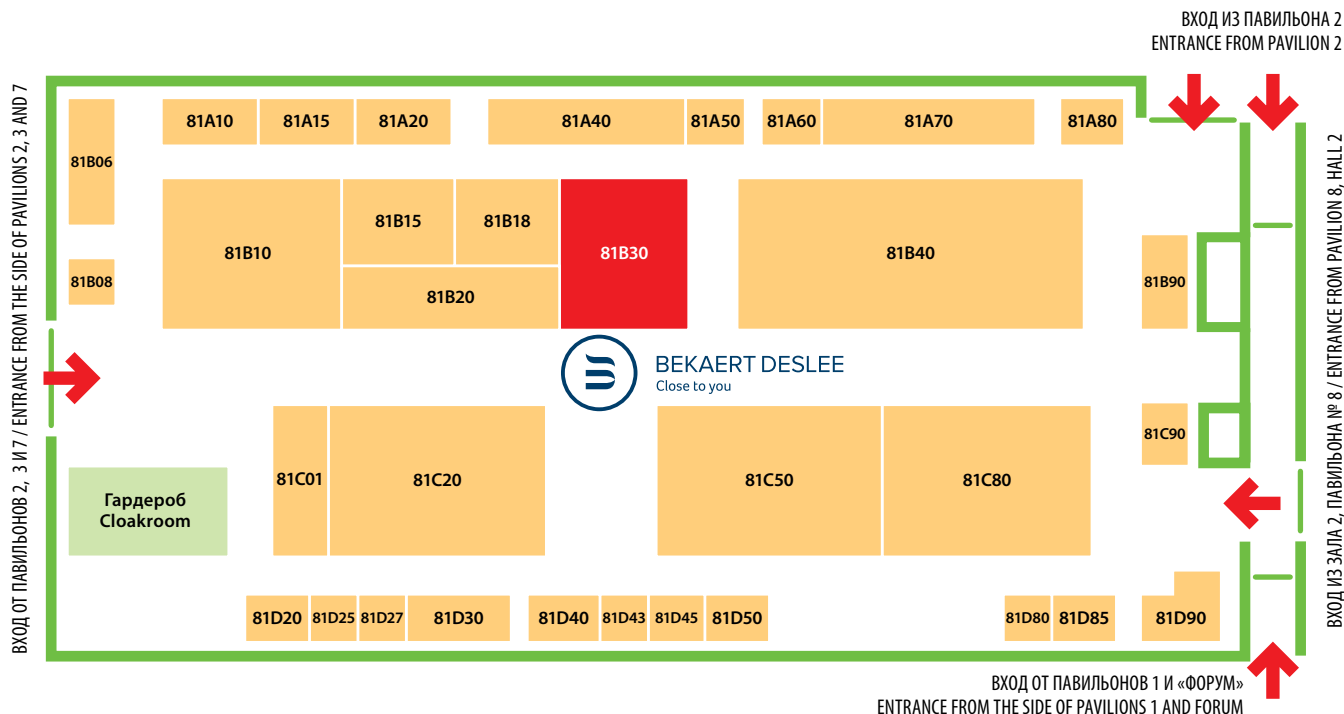 ВХОД ИЗ ПАВИЛЬОНА 2
ENTRANCE FROM PAVILION 2
ВХОД ОТ ПАВИЛЬОНОВ 2, 3 И 7 / ENTRANCE FROM THE SIDE OF PAVILIONS 2, 3 AND 7
81A10
81A15
81A20
81A40
81A50
81A60
81A70
81A80
81B06
81B08
81B10
81B15
81B18
81B20
81B30
81B40
81B90
BEKAERT DESLEE
Close to you
81C01
81C20
81C50
81C80
81C90
Гардероб
Cloakroom
81D20
81D25
81D27
81D30
81D40
81D43
81D45
81D50
81D80
81D85
81D90
ВХОД ИЗ ЗАЛА 2, ПАВИЛЬОНА № 8 / ENTRANCE FROM PAVILION 8, HALL 2
ВХОД ОТ ПАВИЛЬОНОВ 1 И «ФОРУМ»
ENTRANCE FROM THE SIDE OF PAVILIONS 1 AND FORUM